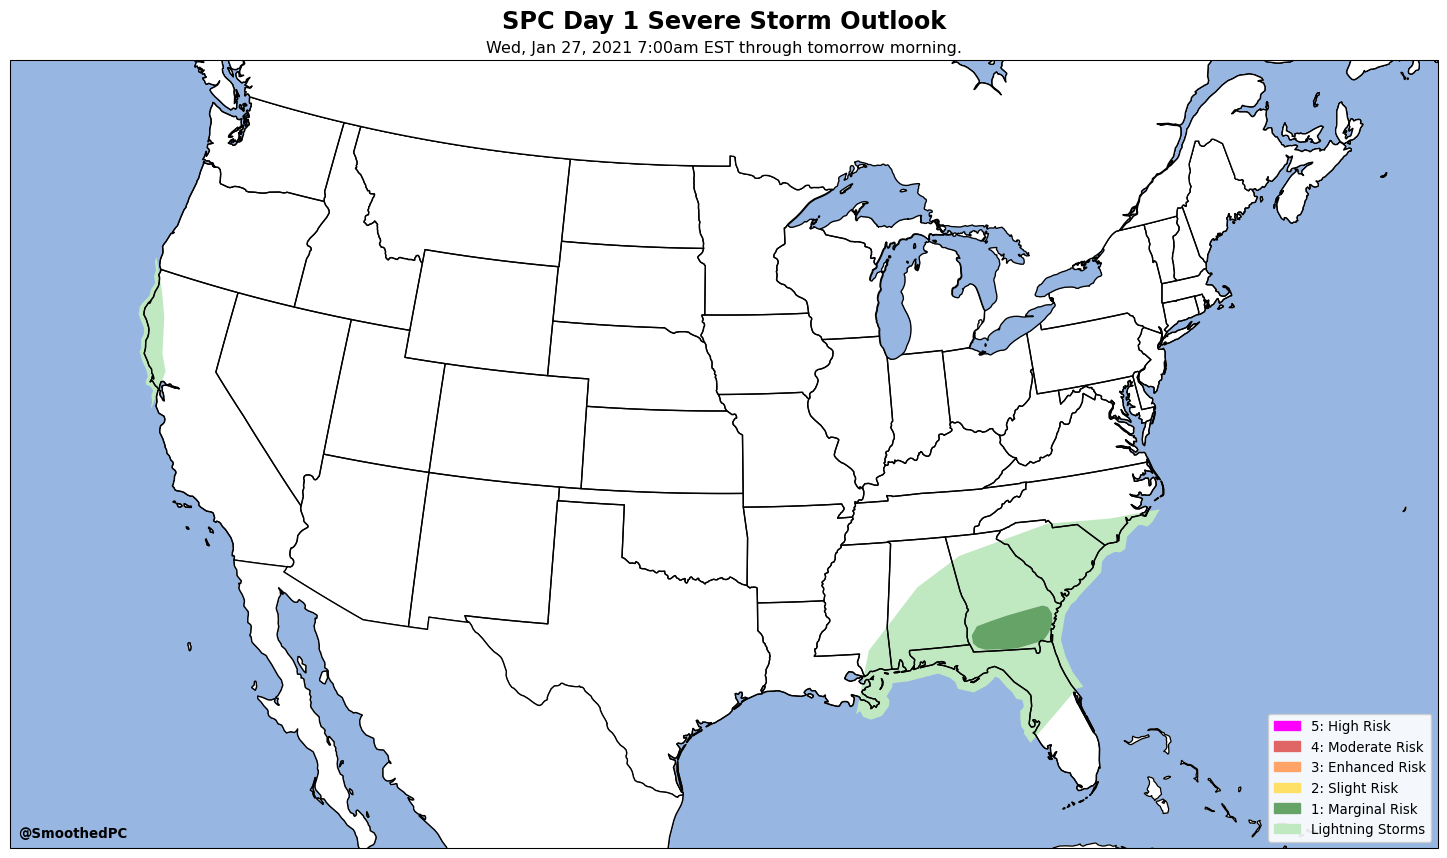 SPC Day 1 Severe Storm Outlook
Wed, Jan 27, 2021 7:00am EST through tomorrow morning.
5: High Risk
4: Moderate Risk
3: Enhanced Risk
2: Slight Risk
1: Marginal Risk
Lightning Storms
@SmoothedPC